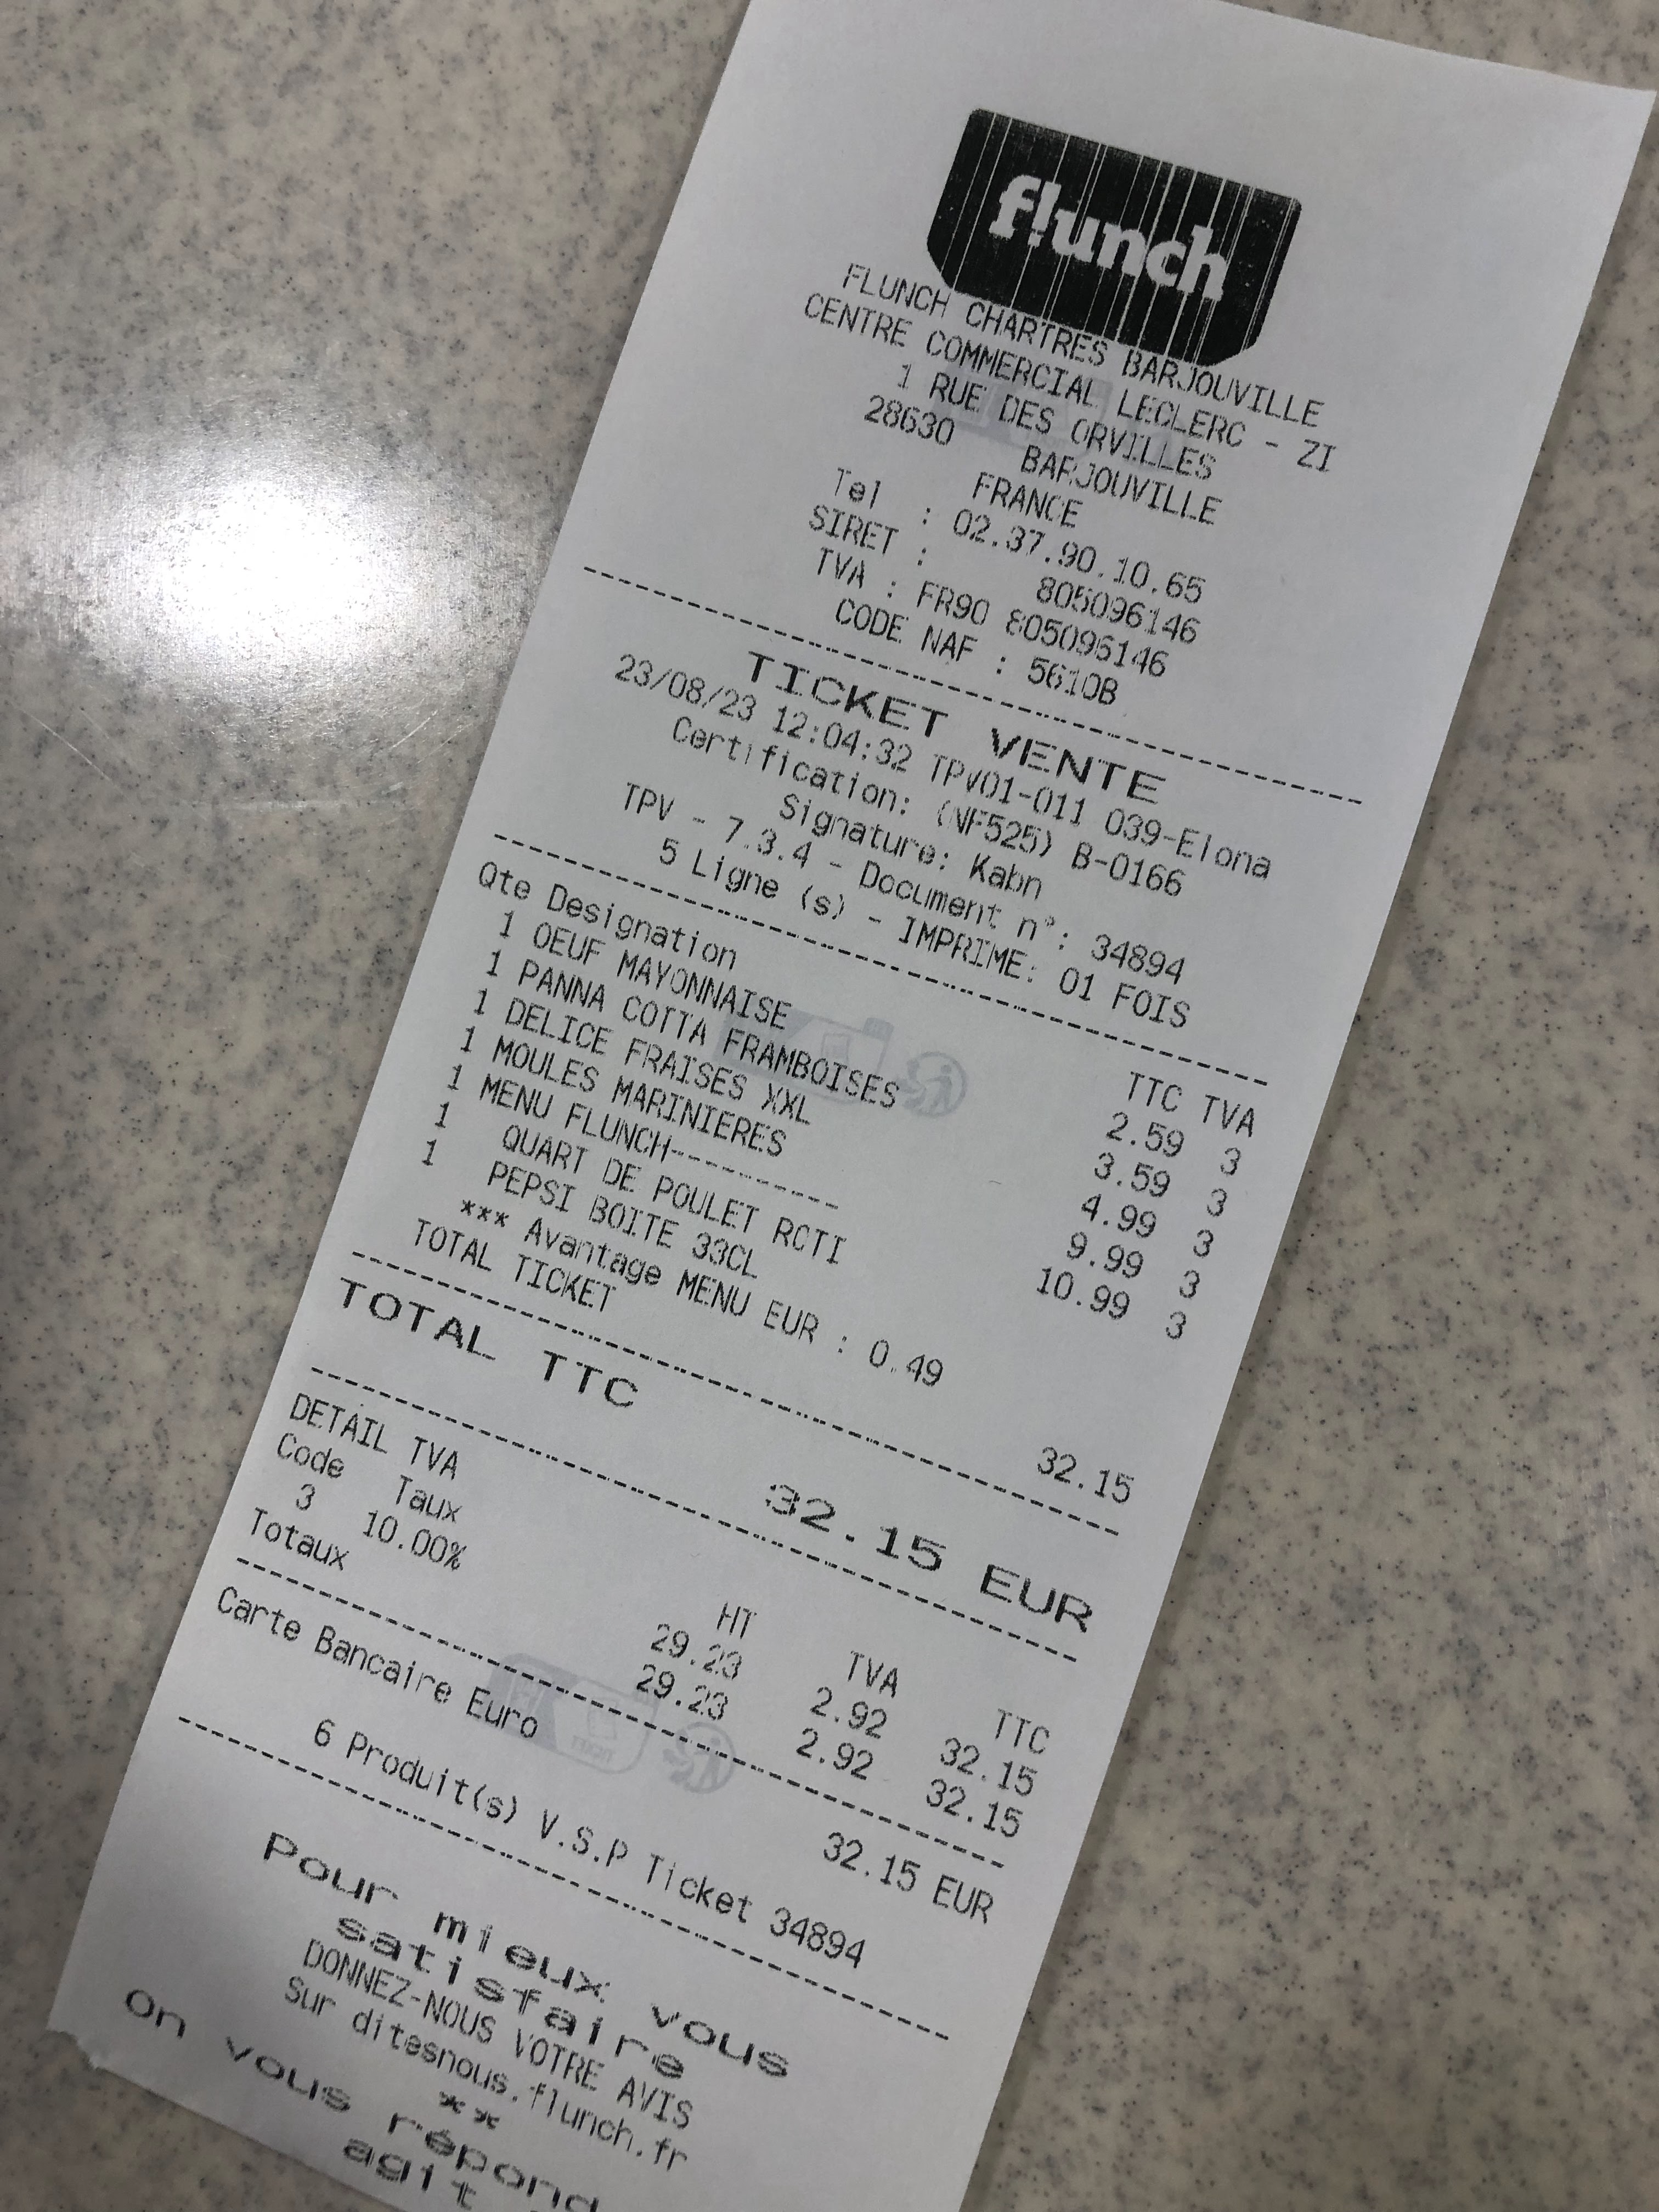 flunch
FLUNCH CHARTRES BARJOUVILLE
CENTRE COMMERCIAL LECLERC - ZI
1 RUE DES ORVILLES
28630 BARJOUVILLE
FRANCE
Tel : 02.37.90.10.65
SIRET : 805096146
TVA : FR90 805096146
CODE NAF : 5610B
TICKET VENTE
23/08/23 12:04:32 TPV01-011 039-Elona
Certification: (NF525) B-0166
Signature: Kabn
TPV - 7.3.4 - Document n°: 34894
5 Ligne (s) - IMPRIME: 01 FOIS
Qte Designation TTC TVA
1 OEUF MAYONNAISE 2.59 3
1 PANNA COTTA FRAMBOISES 3.59 3
1 DELICE FRAISES XXL 4.99 3
1 MOULES MARINIERES 9.99 3
1 MENU FLUNCH----------- 10.99 3
1 QUART DE POULET ROTI
1 PEPSI BOITE 33CL
*** Avantage MENU EUR : 0.49
TOTAL TICKET 32.15
TOTAL TTC 32.15 EUR
DETAIL TVA
Code Taux HT TVA TTC
3 10.00% 29.23 2.92 32.15
Totaux 29.23 2.92 32.15
Carte Bancaire Euro 32.15 EUR
6 Produit(s) V.S.P Ticket 34894
Pour mieux vous
satisfaire
DONNEZ-NOUS VOTRE AVIS
Sur ditesnous.flunch.fr
**
On vous répond
agit